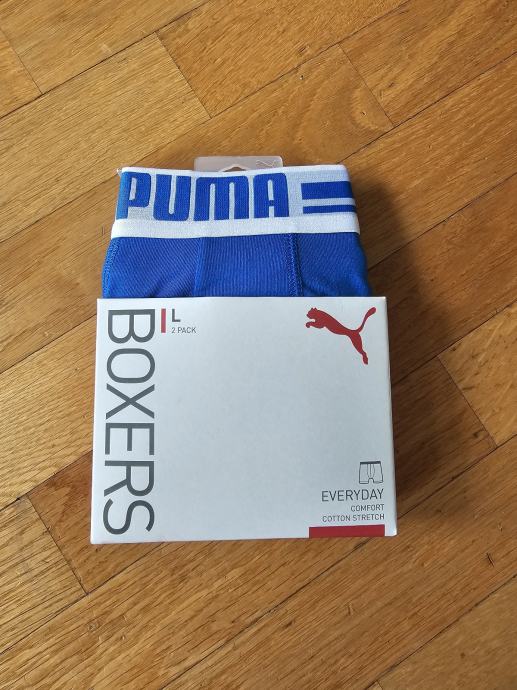 PUMA
BOXERS
L
2 PACK
EVERYDAY
COMFORT
COTTON STRETCH